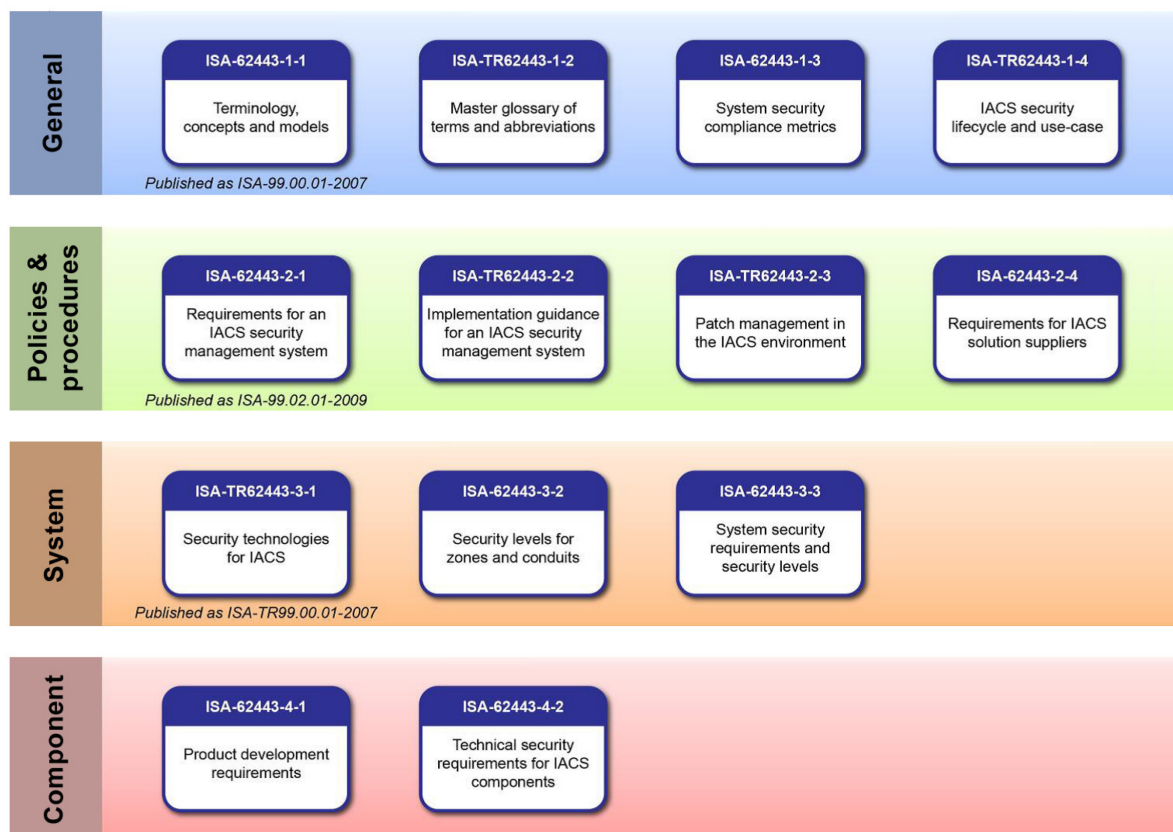 General
ISA-62443-1-1
Terminology,
concepts and models
Published as ISA-99.00.01-2007
ISA-TR62443-1-2
Master glossary of
terms and abbreviations
ISA-62443-1-3
System security
compliance metrics
ISA-TR62443-1-4
IACS security
lifecycle and use-case
Policies &
procedures
ISA-62443-2-1
Requirements for an
IACS security
management system
Published as ISA-99.02.01-2009
ISA-TR62443-2-2
Implementation guidance
for an IACS security
management system
ISA-TR62443-2-3
Patch management in
the IACS environment
ISA-62443-2-4
Requirements for IACS
solution suppliers
System
ISA-TR62443-3-1
Security technologies
for IACS
Published as ISA-TR99.00.01-2007
ISA-62443-3-2
Security levels for
zones and conduits
ISA-62443-3-3
System security
requirements and
security levels
Component
ISA-62443-4-1
Product development
requirements
ISA-62443-4-2
Technical security
requirements for IACS
components